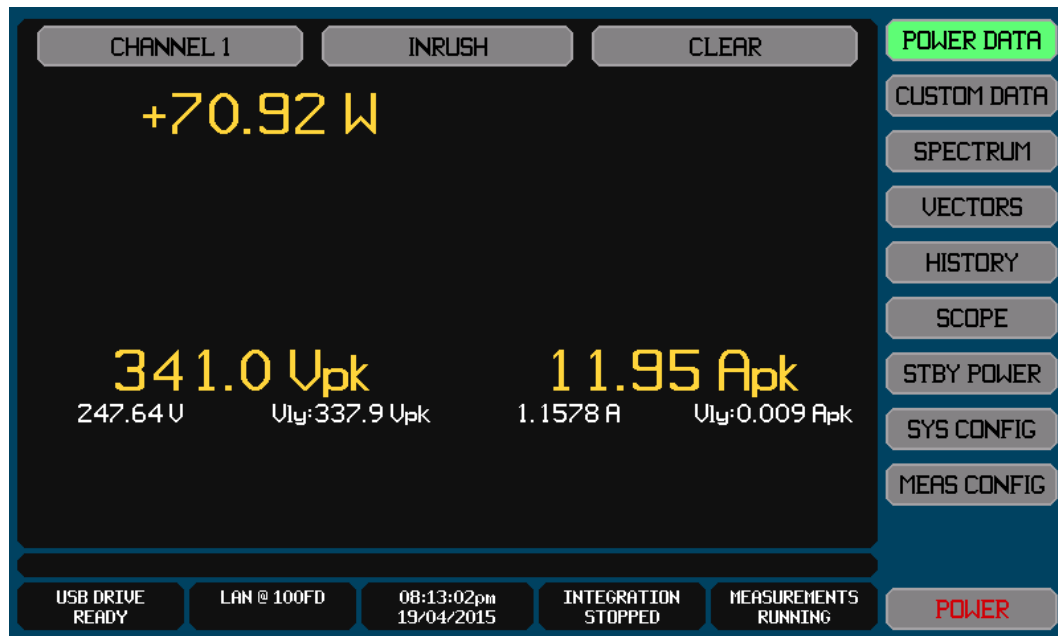 CHANNEL 1
INRUSH
CLEAR
+70.92 W
341.0 Vpk
11.95 Apk
247.64 V
Vly:337.9 Vpk
1.1578 A
Vly:0.009 Apk
POWER DATA
CUSTOM DATA
SPECTRUM
VECTORS
HISTORY
SCOPE
STBY POWER
SYS CONFIG
MEAS CONFIG
USB DRIVE
READY
LAN @ 100FD
08:13:02pm
19/04/2015
INTEGRATION
STOPPED
MEASUREMENTS
RUNNING
POWER